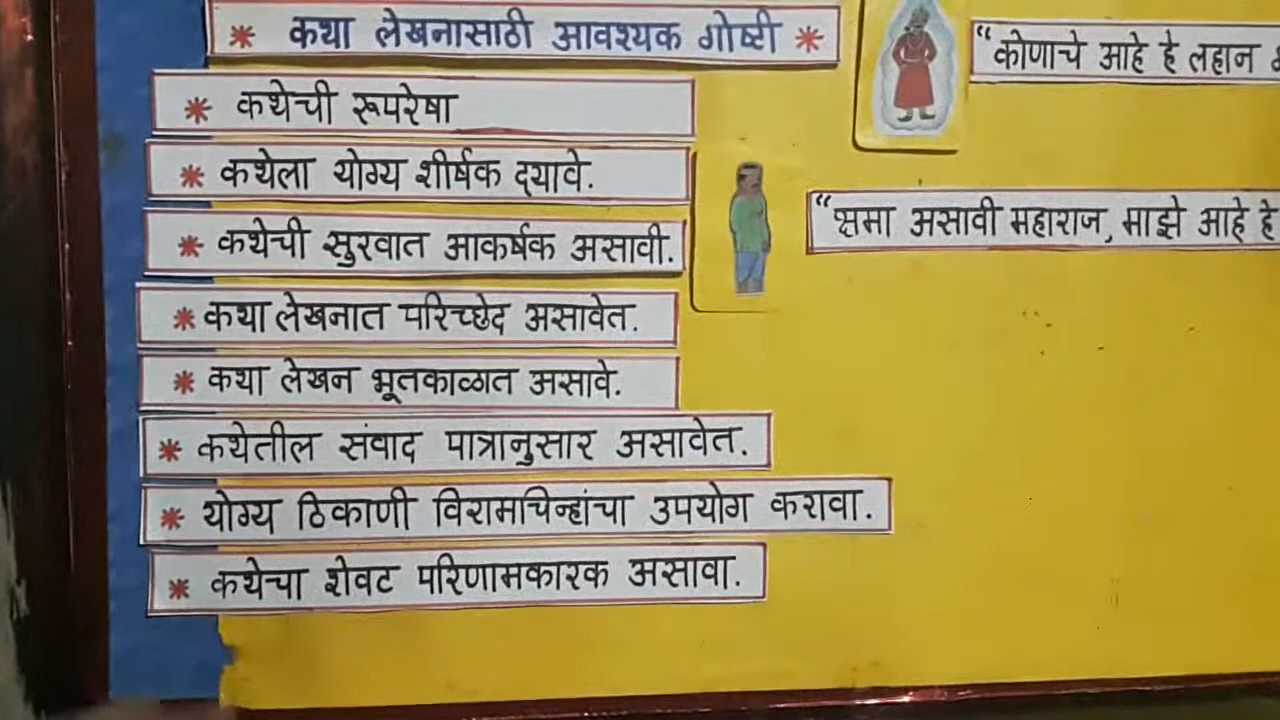 * कथा लेखनासाठी आवश्यक गोष्टी *
* कथेची रूपरेषा
* कथेला योग्य शीर्षक द्यावे.
* कथेची सुरवात आकर्षक असावी.
* कथा लेखनात परिच्छेद असावेत.
* कथा लेखन भूतकाळात असावे.
* कथेतील संवाद पात्रानुसार असावेत.
* योग्य ठिकाणी विरामचिन्हांचा उपयोग करावा.
* कथेचा शेवट परिणामकारक असावा.
“कोणाचे आहे हे लहान
“क्षमा असावी महाराज, माझे आहे हे